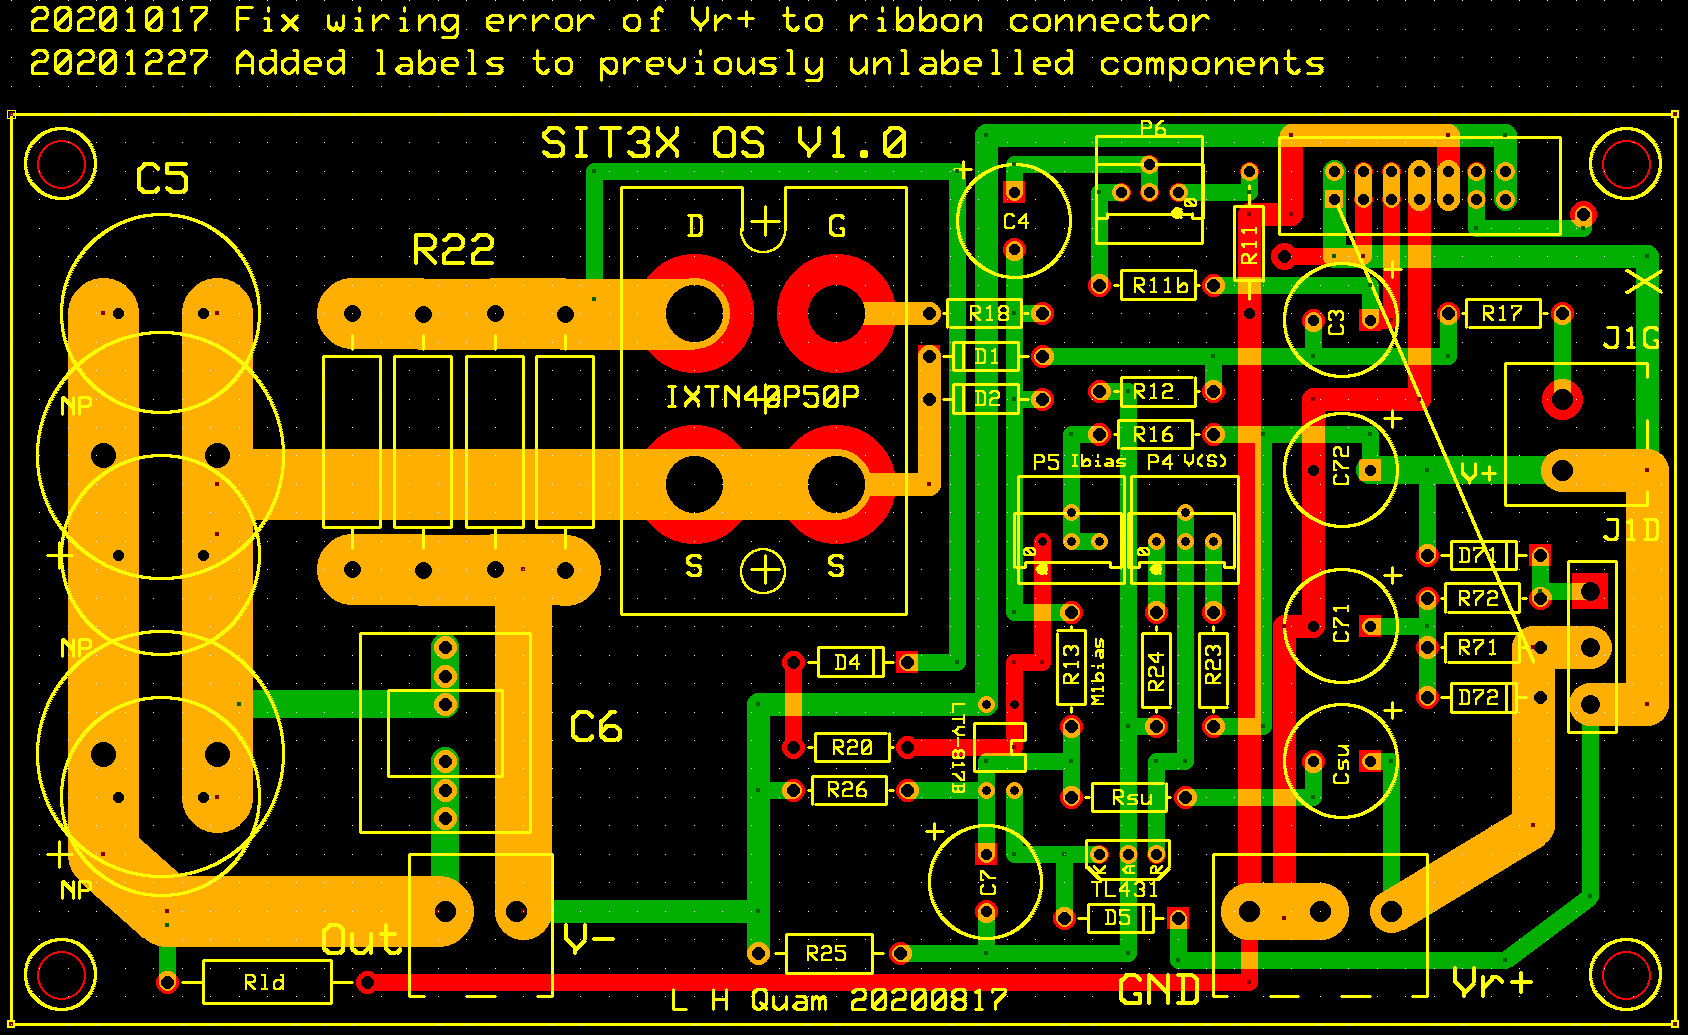 20201017 Fix wiring error of Vr+ to ribbon connector
20201227 Added labels to previously unlabelled components
SIT3X OS V1.0
P6
C5
+
C4
0
R22
D
+
G
R11
+
X
R11b
R18
C3
R17
J1G
D1
IXTN40P50P
D2
R12
NP
R16
+
P5 Ibias P4 V(S)
C72
V+
J1D
0
0
+
S
+
S
D71
+
R72
C71
NP
R13
M1bias
R24
R23
R71
D4
D72
C6
LTV-817B
+
R20
Csu
R26
Rsu
+
+
K
A
R
C7
NP
TL431
D5
Out
V-
R25
Rld
GND
Vr+
L H Quam 20200817